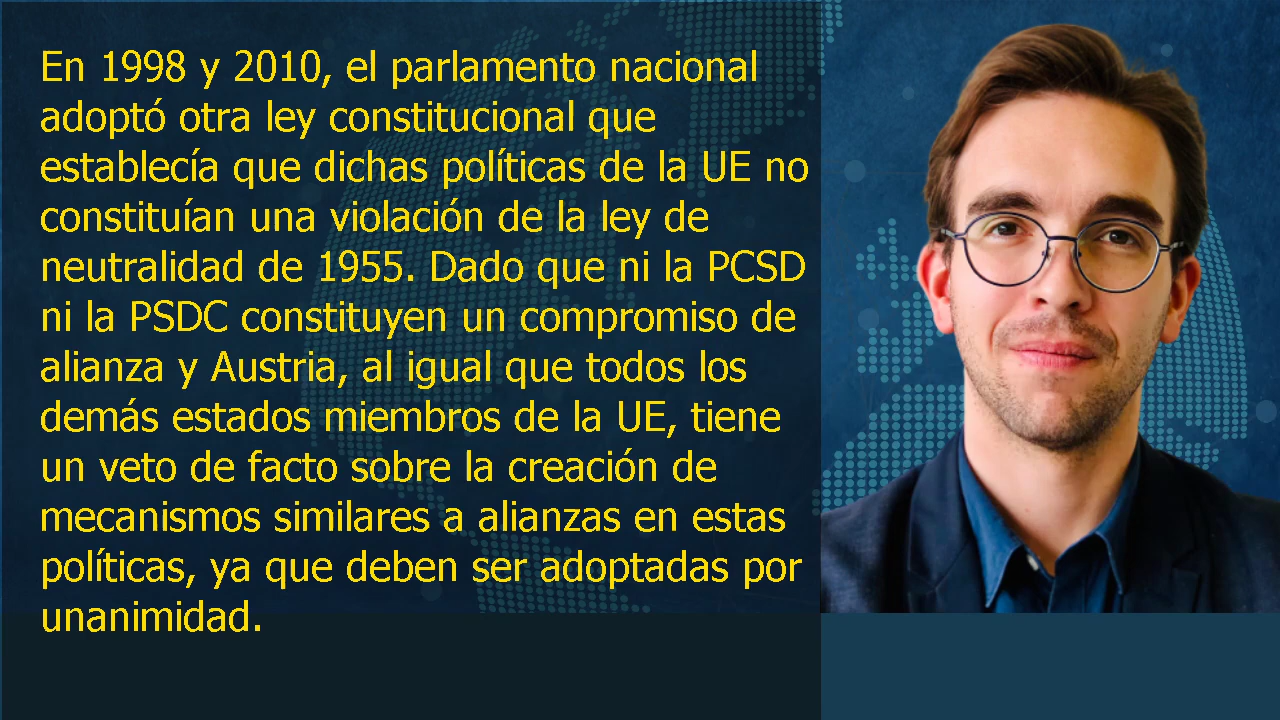 En 1998 y 2010, el parlamento nacional
adoptó otra ley constitucional que
establecía que dichas políticas de la UE no
constituían una violación de la ley de
neutralidad de 1955. Dado que ni la PCSD
ni la PSDC constituyen un compromiso de
alianza y Austria, al igual que todos los
demás estados miembros de la UE, tiene
un veto de facto sobre la creación de
mecanismos similares a alianzas en estas
políticas, ya que deben ser adoptadas por
unanimidad.